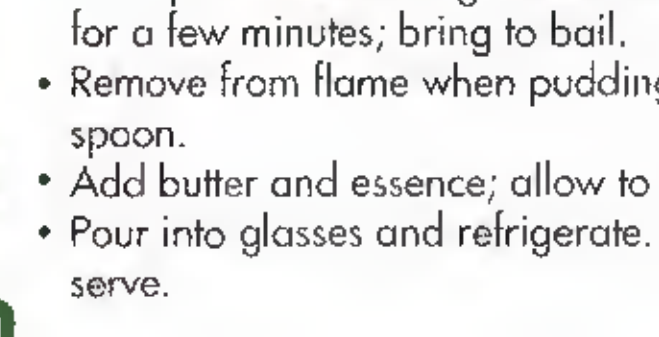 for a few minutes; bring to bail.
• Remove from flame when pudding
spoon.
• Add butter and essence; allow to
• Pour into glasses and refrigerate.
serve.